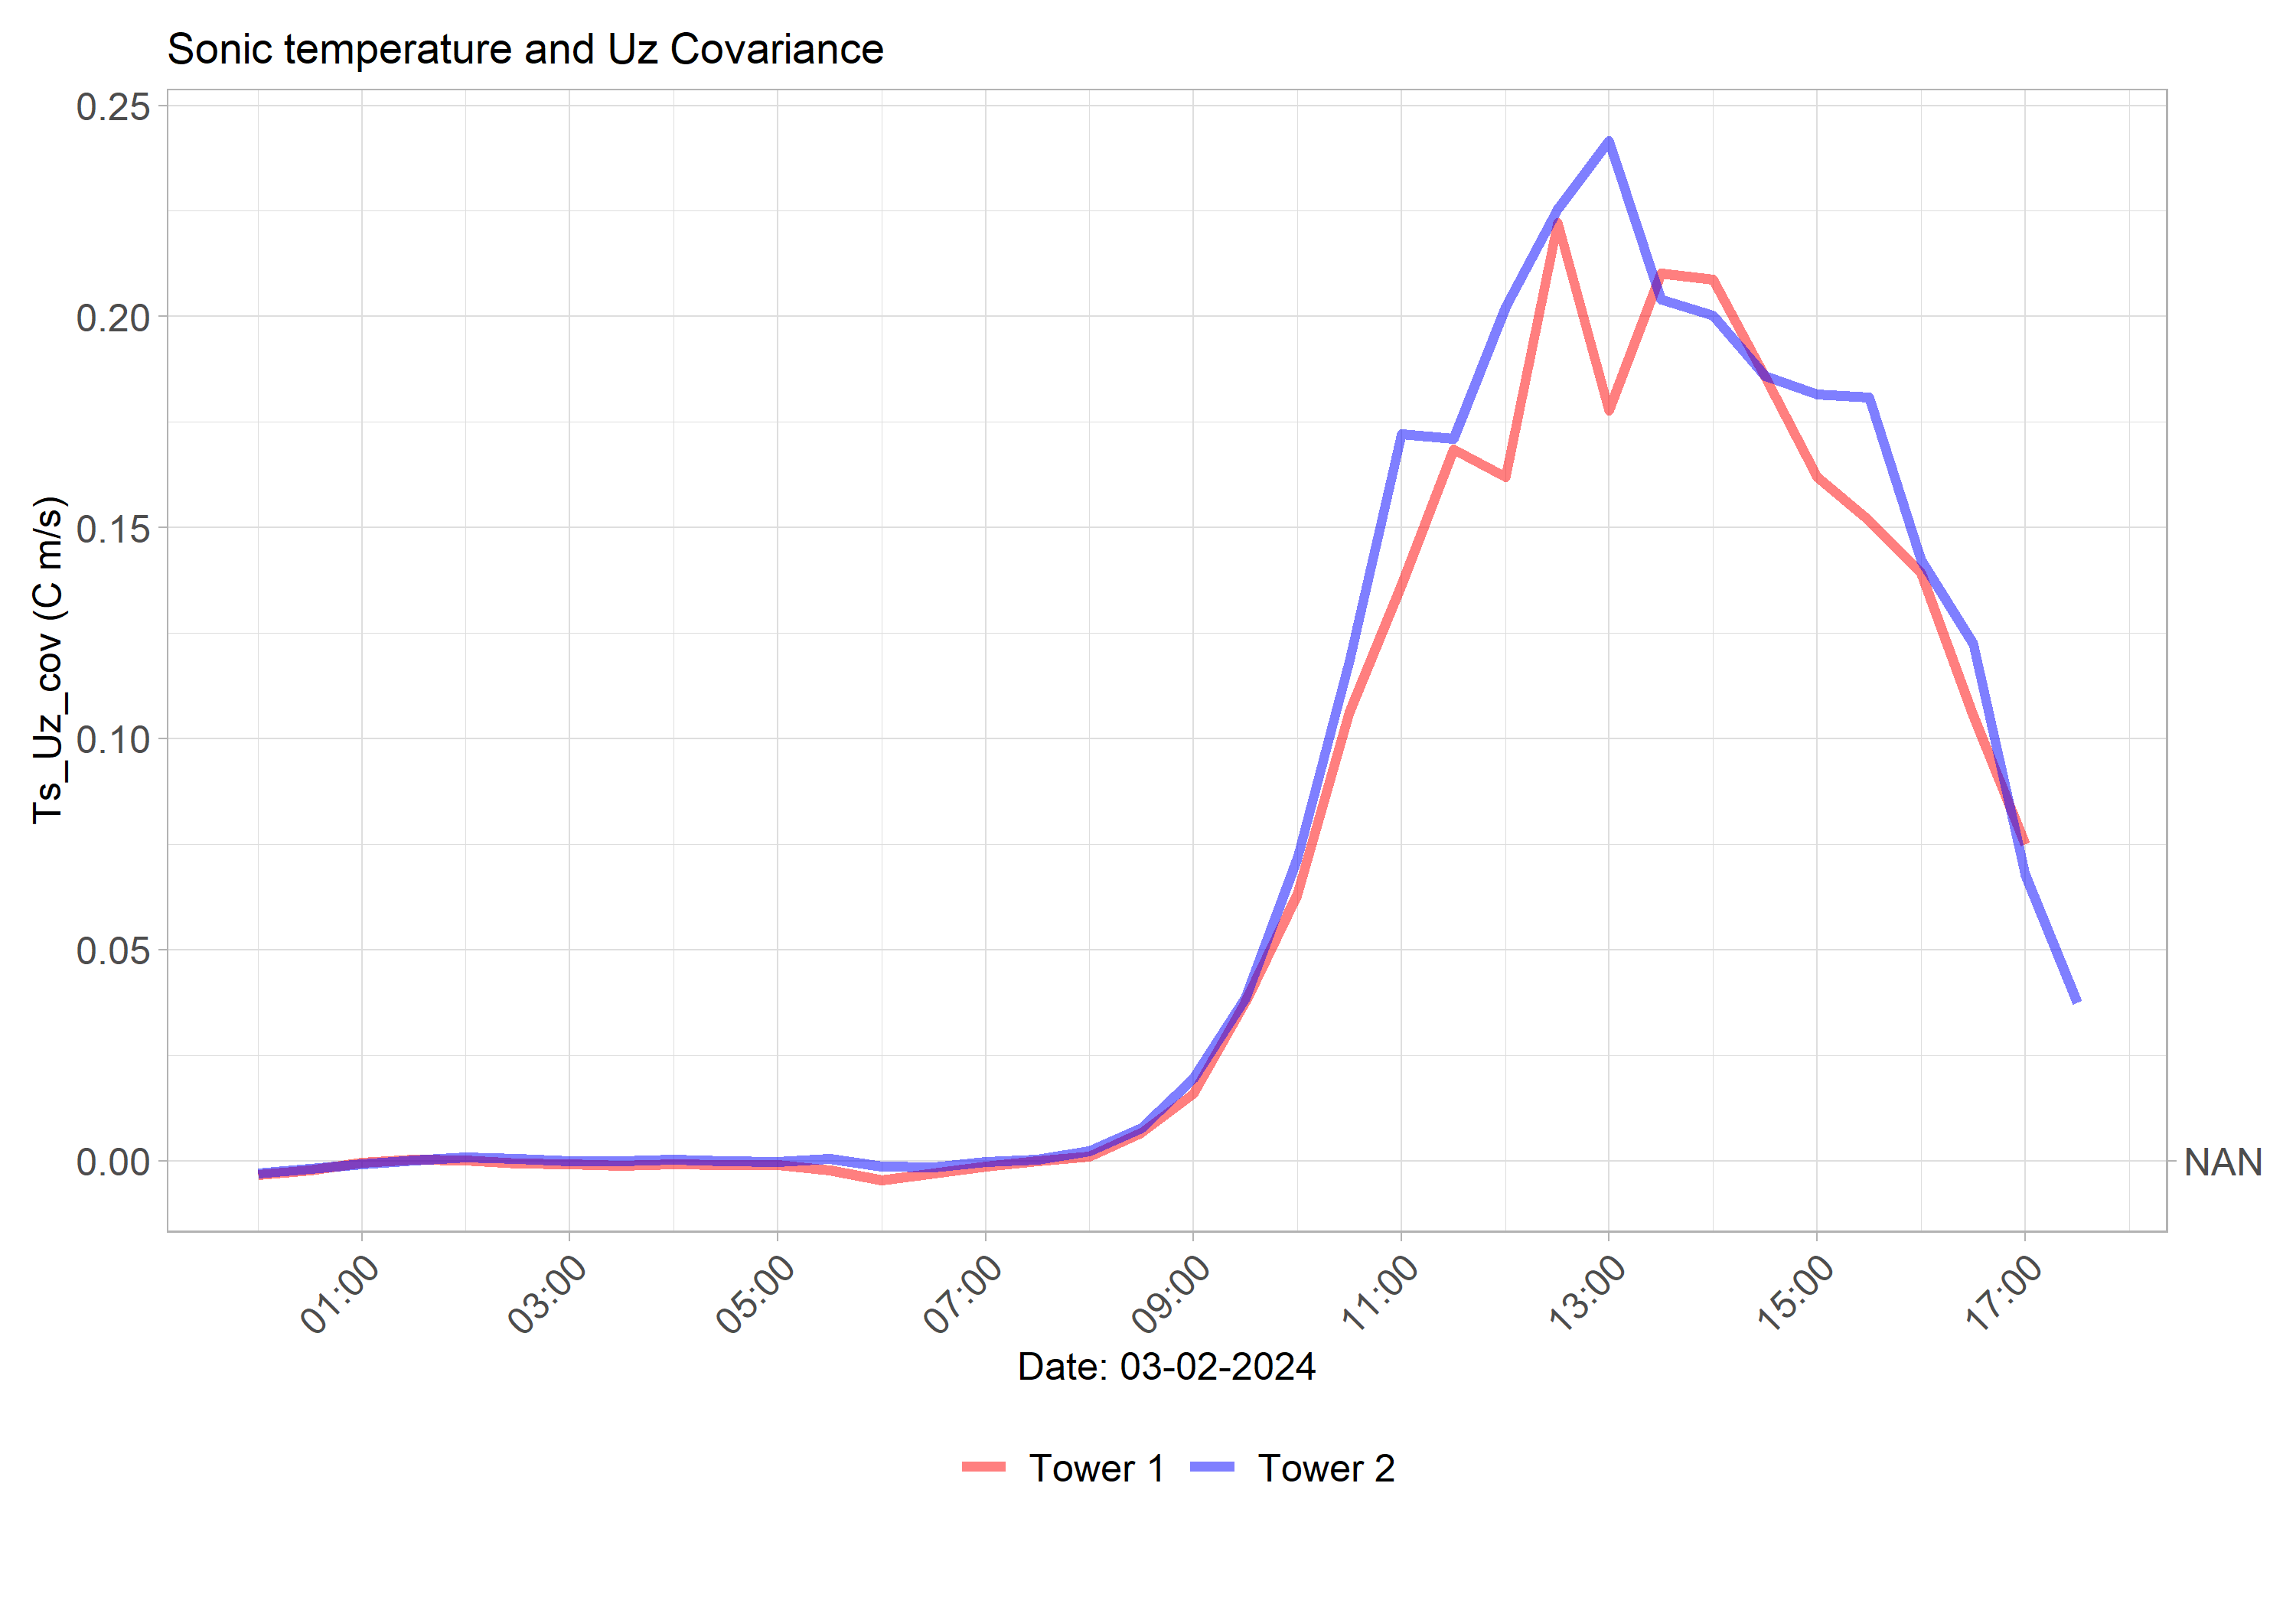 Sonic temperature and Uz Covariance
Ts_Uz_cov (C m/s)
0.25
0.20
0.15
0.10
0.05
0.00
NAN
01:00
03:00
05:00
07:00
09:00
11:00
13:00
15:00
17:00
Date: 03-02-2024
Tower 1
Tower 2